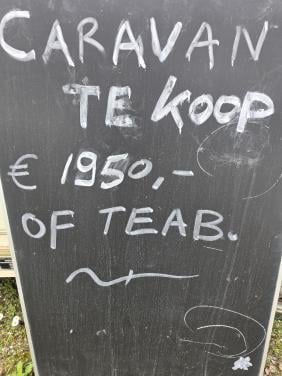 CARAVAN
TE KOOP
€ 1950,-
OF TEAB.